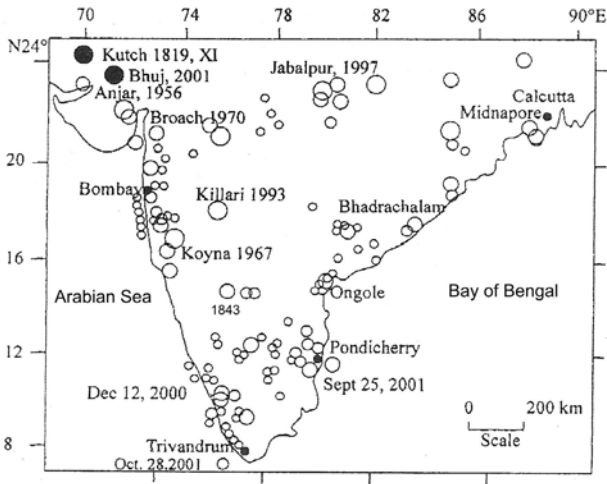 70 74 78 82 86 90°E
N24°
Kutch 1819, XI
Bhuj, 2001
Anjar, 1956
Jabalpur, 1997
Calcutta
Midnapore
Broach 1970
20
Bombay
Killari 1993
Bhadrachalam
Koyna 1967
16
Arabian Sea
Bay of Bengal
1843
Ongole
12
Pondicherry
Dec 12, 2000
Sept 25, 2001
0 200 km
Scale
8
Trivandrum
Oct. 28,2001